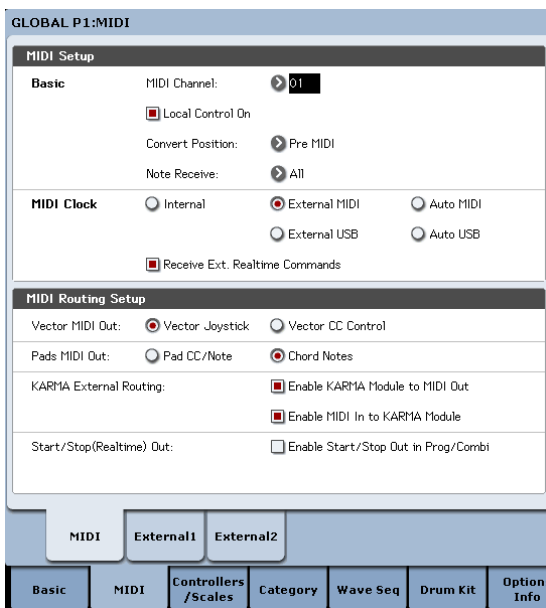 GLOBAL P1:MIDI
MIDI Setup
Basic MIDI Channel: 01
Local Control On
Convert Position: Pre MIDI
Note Receive: All
MIDI Clock Internal External MIDI Auto MIDI
External USB Auto USB
Receive Ext. Realtime Commands
MIDI Routing Setup
Vector MIDI Out: Vector Joystick Vector CC Control
Pads MIDI Out: Pad CC/Note Chord Notes
KARMA External Routing: Enable KARMA Module to MIDI Out
Enable MIDI In to KARMA Module
Start/Stop(Realtime) Out: Enable Start/Stop Out in Prog/Combi
MIDI External1 External2
Basic MIDI Controllers /Scales Category Wave Seq Drum Kit Option Info